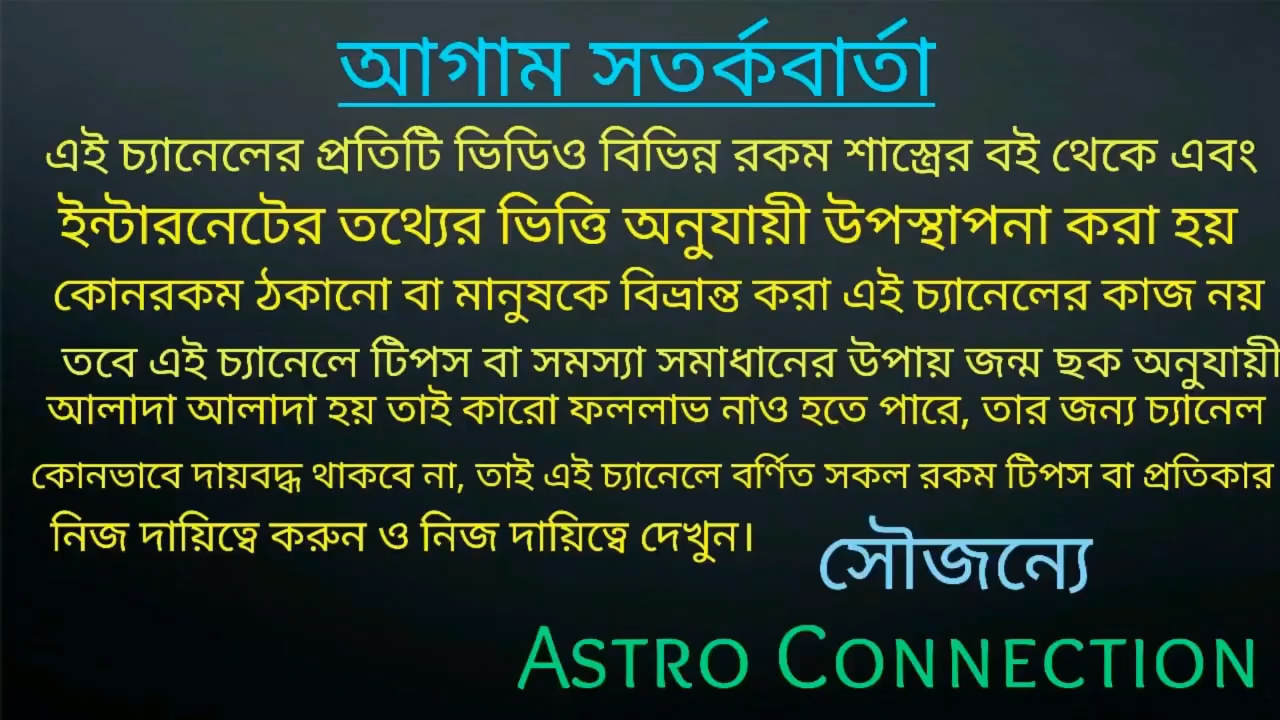 আগাম সতর্কবার্তা
এই চ্যানেলের প্রতিটি ভিডিও বিভিন্ন রকম শাস্ত্রের বই থেকে এবং
ইন্টারনেটের তথ্যের ভিত্তি অনুযায়ী উপস্থাপনা করা হয়
কোনরকম ঠকানো বা মানুষকে বিভ্রান্ত করা এই চ্যানেলের কাজ নয়
তবে এই চ্যানেলে টিপস বা সমস্যা সমাধানের উপায় জন্ম ছক অনুযায়ী
আলাদা আলাদা হয় তাই কারো ফললাভ নাও হতে পারে, তার জন্য চ্যানেল
কোনভাবে দায়বদ্ধ থাকবে না, তাই এই চ্যানেলে বর্ণিত সকল রকম টিপস বা প্রতিকার
নিজ দায়িত্বে করুন ও নিজ দায়িত্বে দেখুন।
সৌজন্যে
ASTRO CONNECTION